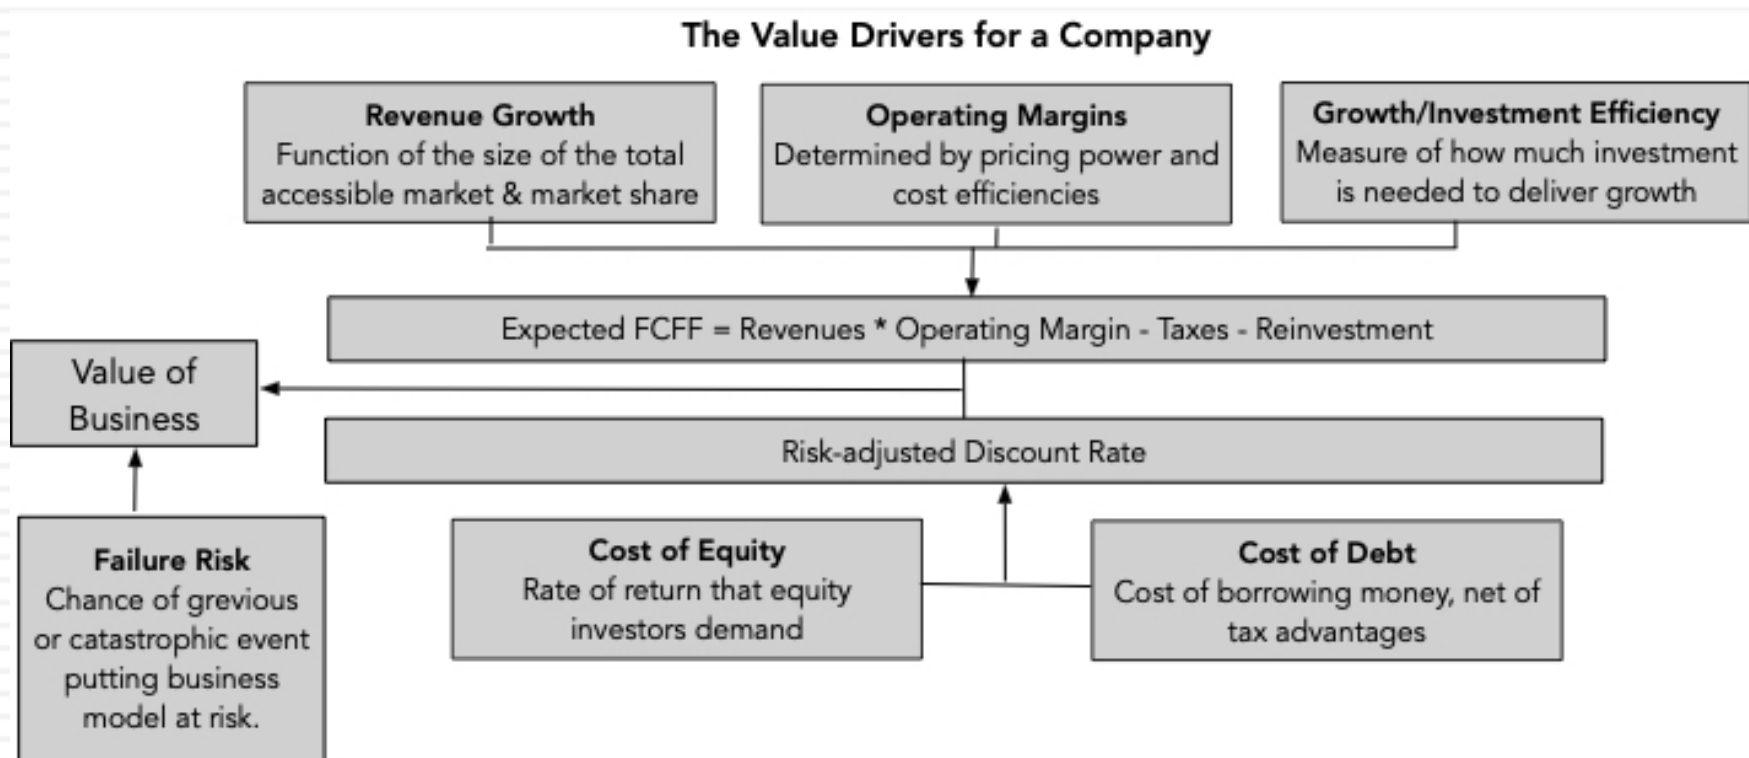 The Value Drivers for a Company
Revenue Growth
Function of the size of the total
accessible market & market share
Operating Margins
Determined by pricing power and
cost efficiencies
Growth/Investment Efficiency
Measure of how much investment
is needed to deliver growth
Expected FCFF = Revenues * Operating Margin - Taxes - Reinvestment
Value of
Business
Risk-adjusted Discount Rate
Failure Risk
Chance of grevious
or catastrophic event
putting business
model at risk.
Cost of Equity
Rate of return that equity
investors demand
Cost of Debt
Cost of borrowing money, net of
tax advantages